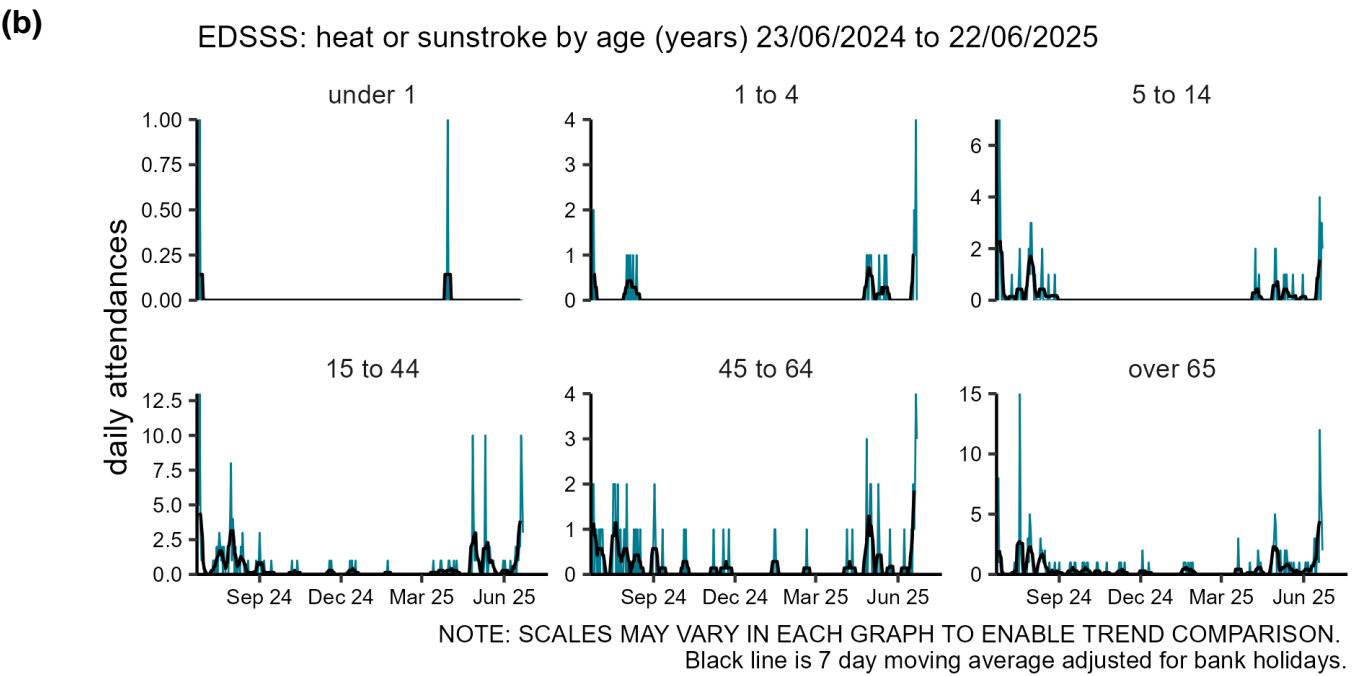 (b)
EDSSS: heat or sunstroke by age (years) 23/06/2024 to 22/06/2025
daily attendances
under 1
1.00
0.75
0.50
0.25
0.00
1 to 4
4
3
2
1
0
5 to 14
6
4
2
0
15 to 44
12.5
10.0
7.5
5.0
2.5
0.0
Sep 24 Dec 24 Mar 25 Jun 25
45 to 64
4
3
2
1
0
Sep 24 Dec 24 Mar 25 Jun 25
over 65
15
10
5
0
Sep 24 Dec 24 Mar 25 Jun 25
NOTE: SCALES MAY VARY IN EACH GRAPH TO ENABLE TREND COMPARISON.
Black line is 7 day moving average adjusted for bank holidays.